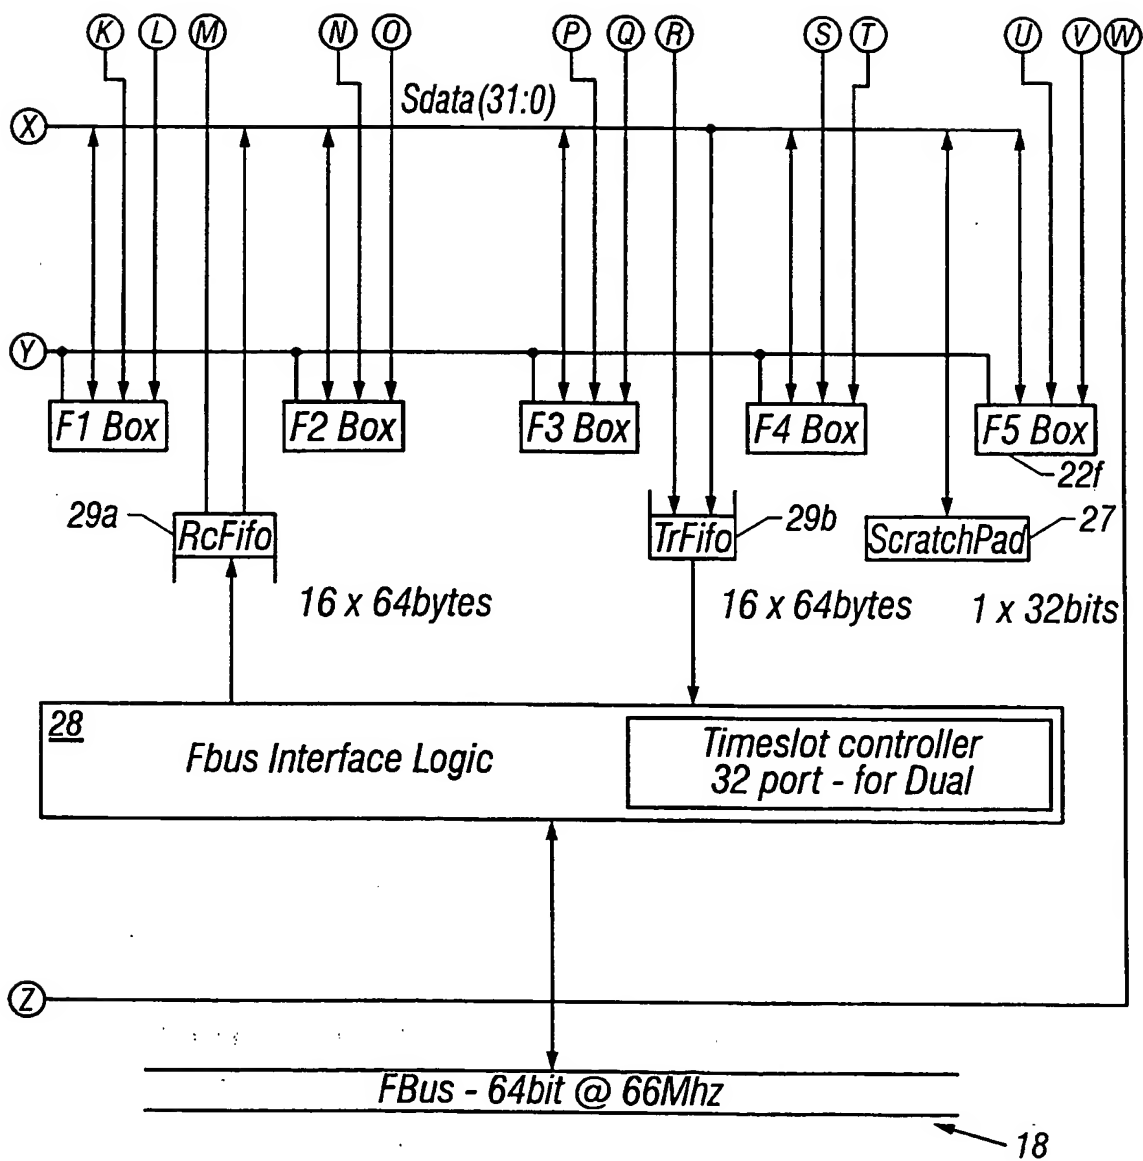 K L M N O P Q R S T U V W
Sdata(31:0)
X
Y
F1 Box F2 Box F3 Box F4 Box F5 Box
22f
29a RcFifo TrFifo 29b ScratchPad 27
16 x 64bytes 16 x 64bytes 1 x 32bits
28
Fbus Interface Logic
Timeslot controller
32 port - for Dual
Z
FBus - 64bit @ 66Mhz
18